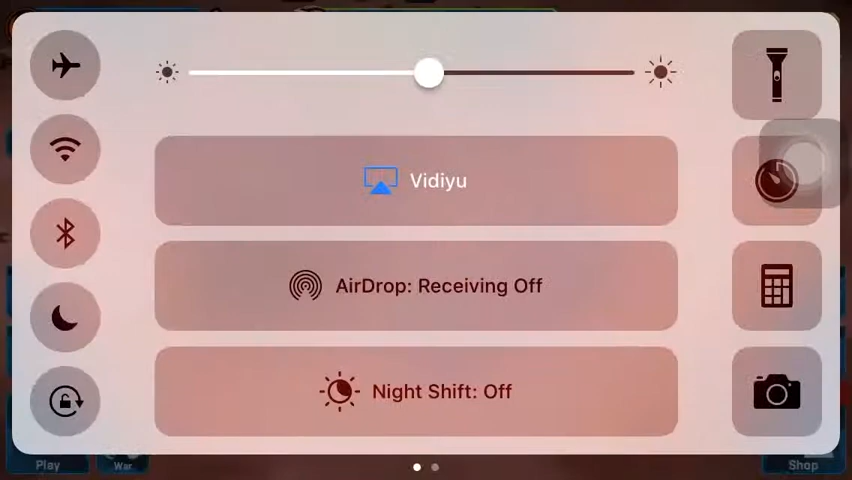 Vidiyu
AirDrop: Receiving Off
Night Shift: Off
Play
War
Shop